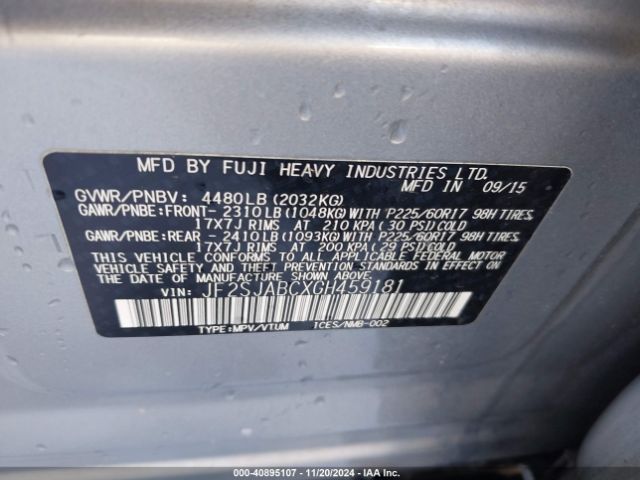 MFD BY FUJI HEAVY INDUSTRIES LTD.
MFD IN 09/15
GVWR/PNBV: 4480LB (2032KG)
GAWR/PNBE:FRONT-2310LB(1048KG)WITH P225/60R17 98H TIRES,
17X7J RIMS AT 210 KPA(30 PSI)COLD
GAWR/PNBE:REAR -2410LB(1093KG)WITH P225/60R17 98H TIRES,
17X7J RIMS AT 200 KPA(29 PSI)COLD
THIS VEHICLE CONFORMS TO ALL APPLICABLE FEDERAL MOTOR
VEHICLE SAFETY AND BUMPER STANDARDS IN EFFECT ON
THE DATE OF MANUFACTURE SHOWN ABOVE.
VIN: JF2SJABCXGH459181
TYPE:MPV/VTUM ICES/NMB-002
000-40895107 - 11/20/2024 - IAA Inc.